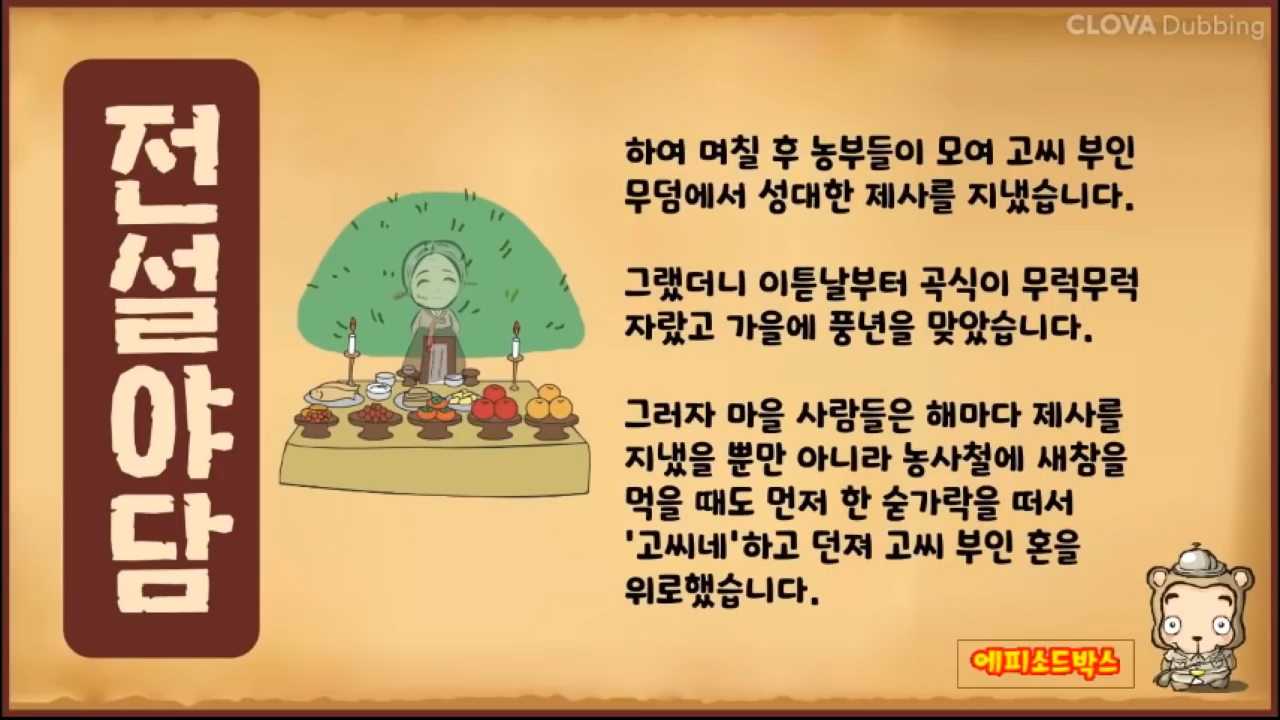 CLOVA Dubbing
전설야담
하여 며칠 후 농부들이 모여 고씨 부인
무덤에서 성대한 제사를 지냈습니다.
그랬더니 이튿날부터 곡식이 무럭무럭
자랐고 가을에 풍년을 맞았습니다.
그러자 마을 사람들은 해마다 제사를
지냈을 뿐만 아니라 농사철에 새참을
먹을 때도 먼저 한 숟가락을 떠서
'고씨네'하고 던져 고씨 부인 혼을
위로했습니다.
에피소드박스